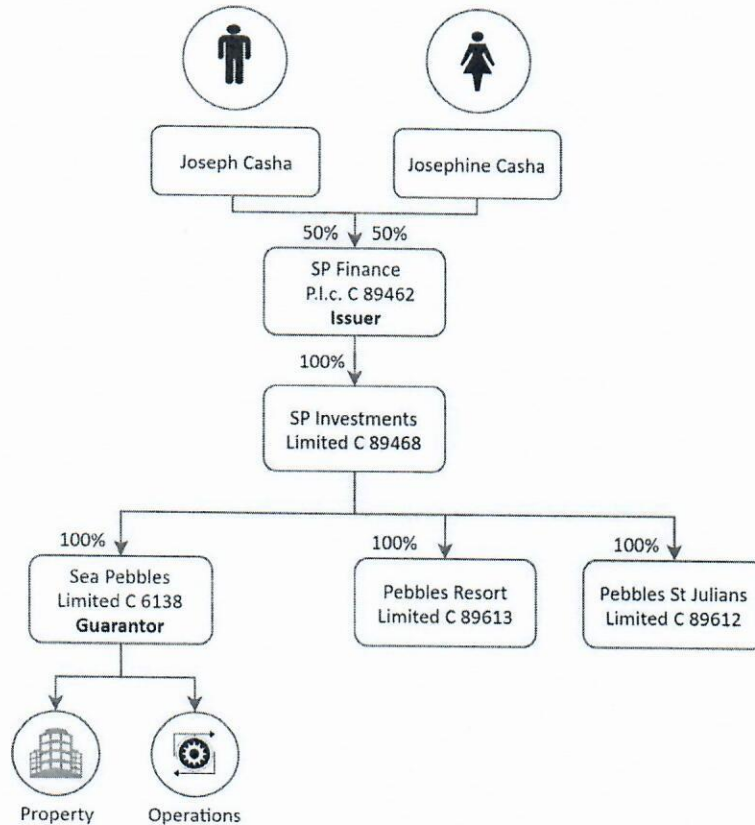 Joseph Casha
Josephine Casha
50% 50%
SP Finance
P.l.c. C 89462
Issuer
100%
SP Investments
Limited C 89468
100%
100%
100%
Sea Pebbles
Limited C 6138
Guarantor
Pebbles Resort
Limited C 89613
Pebbles St Julians
Limited C 89612
Property
Operations